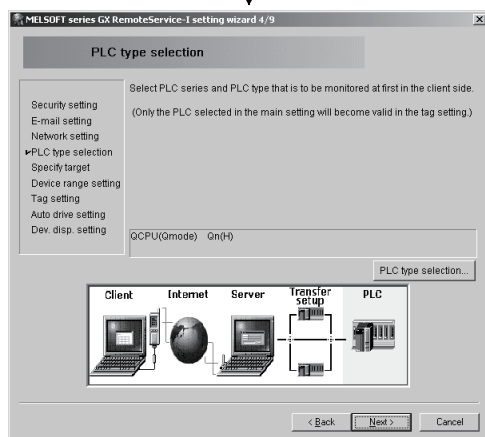 MELSOFT series GX RemoteService-I setting wizard 4/9
PLC type selection
Security setting
E-mail setting
Network setting
PLC type selection
Specify target
Device range setting
Tag setting
Auto drive setting
Dev. disp. setting
Select PLC series and PLC type that is to be monitored at first in the client side.
(Only the PLC selected in the main setting will become valid in the tag setting.)
QCPU(Qmode) Qn(H)
PLC type selection...
Client Internet Server Transfer setup PLC
< Back Next > Cancel